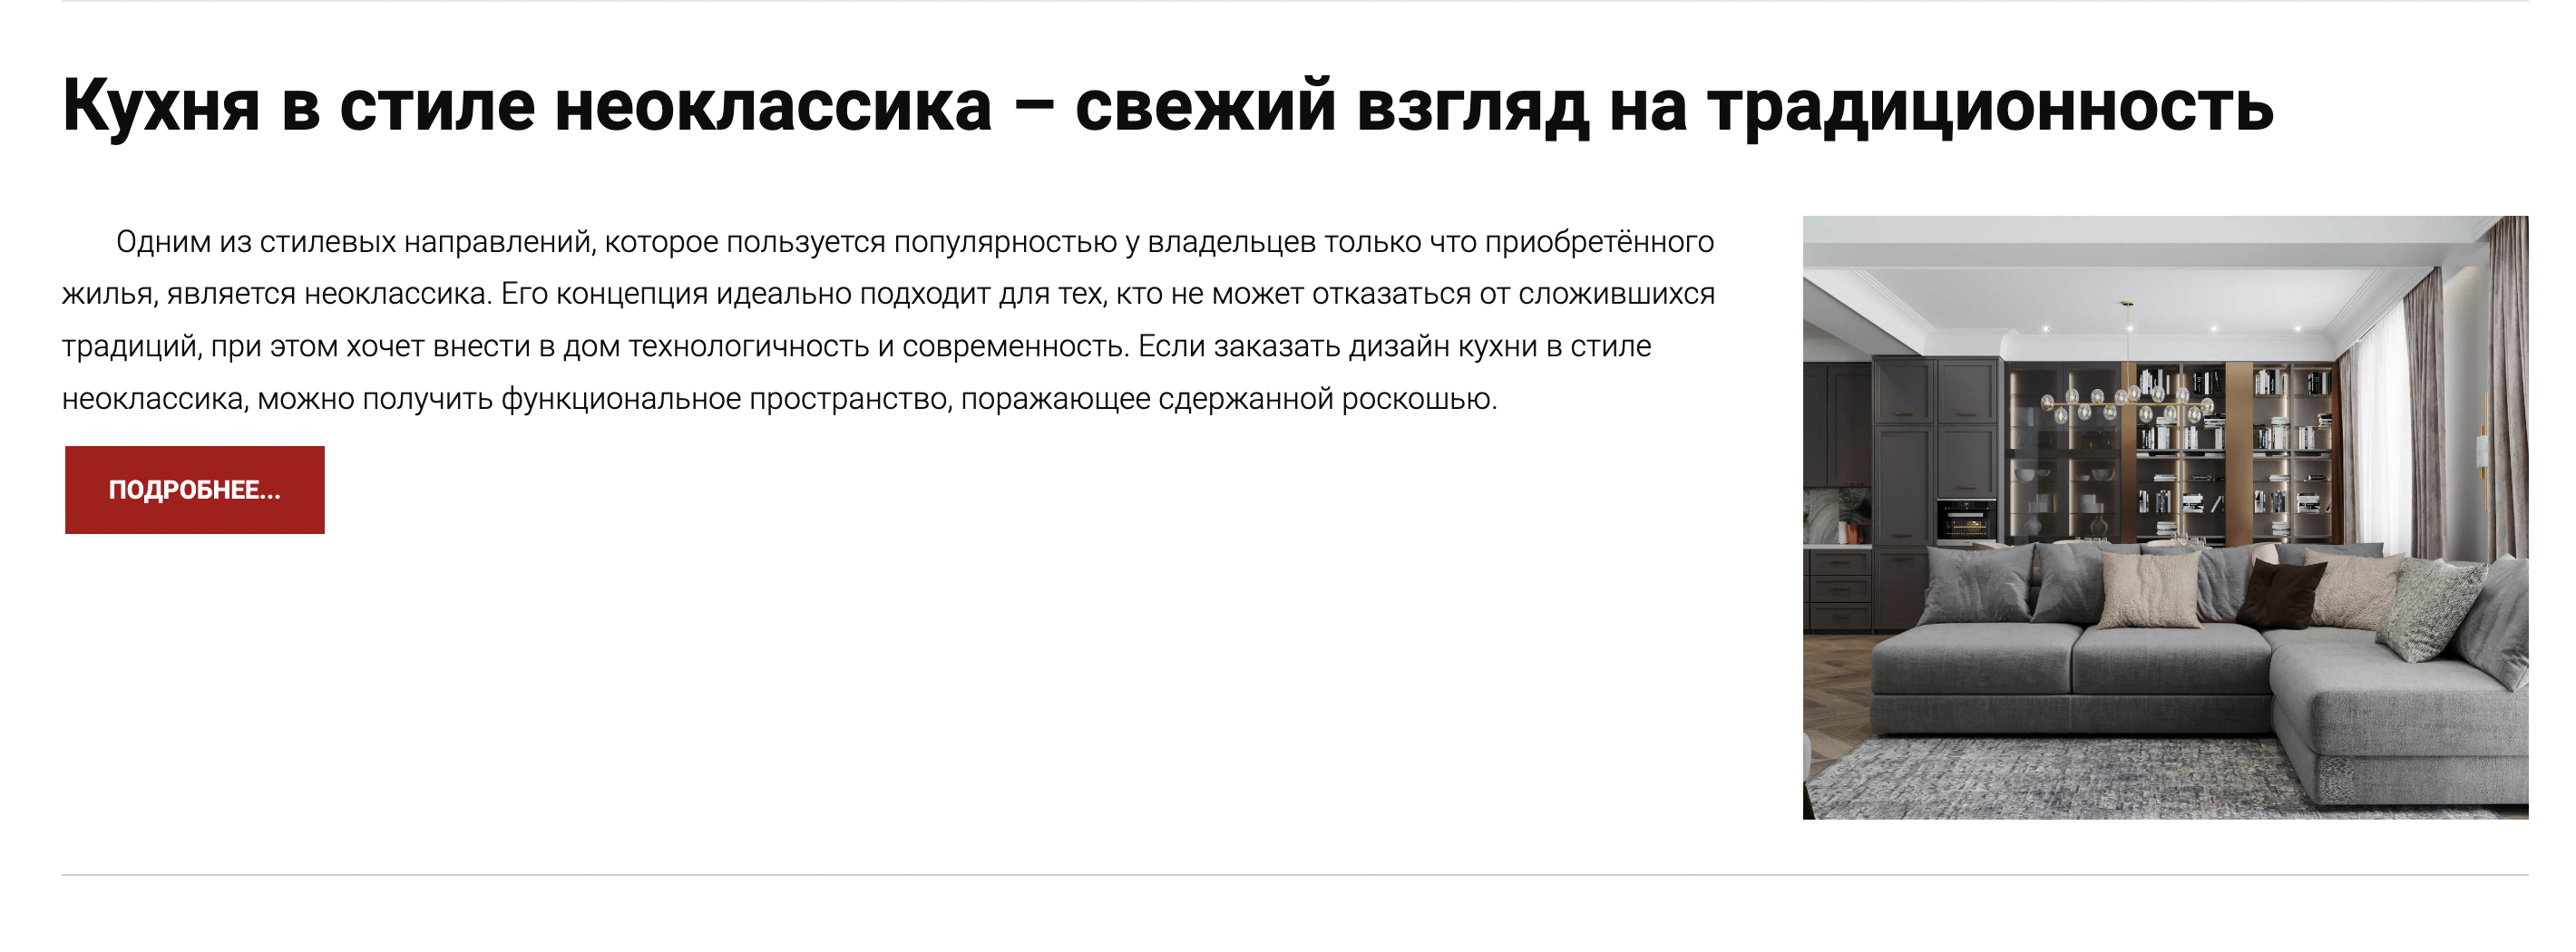 Кухня в стиле неоклассика – свежий взгляд на традиционность
Одним из стилевых направлений, которое пользуется популярностью у владельцев только что приобретённого
жилья, является неоклассика. Его концепция идеально подходит для тех, кто не может отказаться от сложившихся
традиций, при этом хочет внести в дом технологичность и современность. Если заказать дизайн кухни в стиле
неоклассика, можно получить функциональное пространство, поражающее сдержанной роскошью.
ПОДРОБНЕЕ...